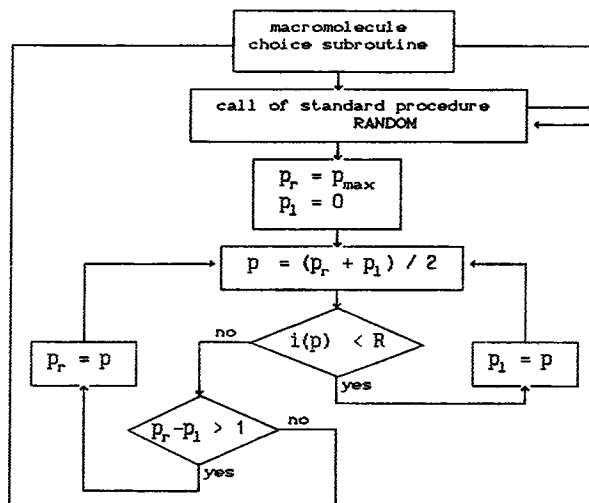 macromolecule
choice subroutine
call of standard procedure
RANDOM
p_r = p_max
p_l = 0
p = (p_r + p_l) / 2
no
i(p) < R
yes
p_r = p
p_l = p
p_r-p_l > 1
no
yes